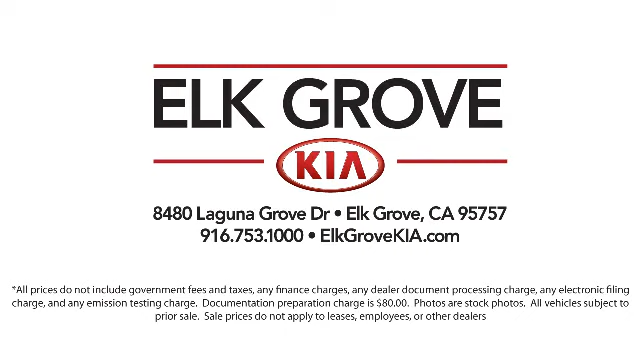 ELK GROVE
KIA
8480 Laguna Grove Dr • Elk Grove, CA 95757
916.753.1000 • ElkGroveKIA.com
*All prices do not include government fees and taxes, any finance charges, any dealer document processing charge, any electronic filing
charge, and any emission testing charge. Documentation preparation charge is $80.00. Photos are stock photos. All vehicles subject to
prior sale. Sale prices do not apply to leases, employees, or other dealers